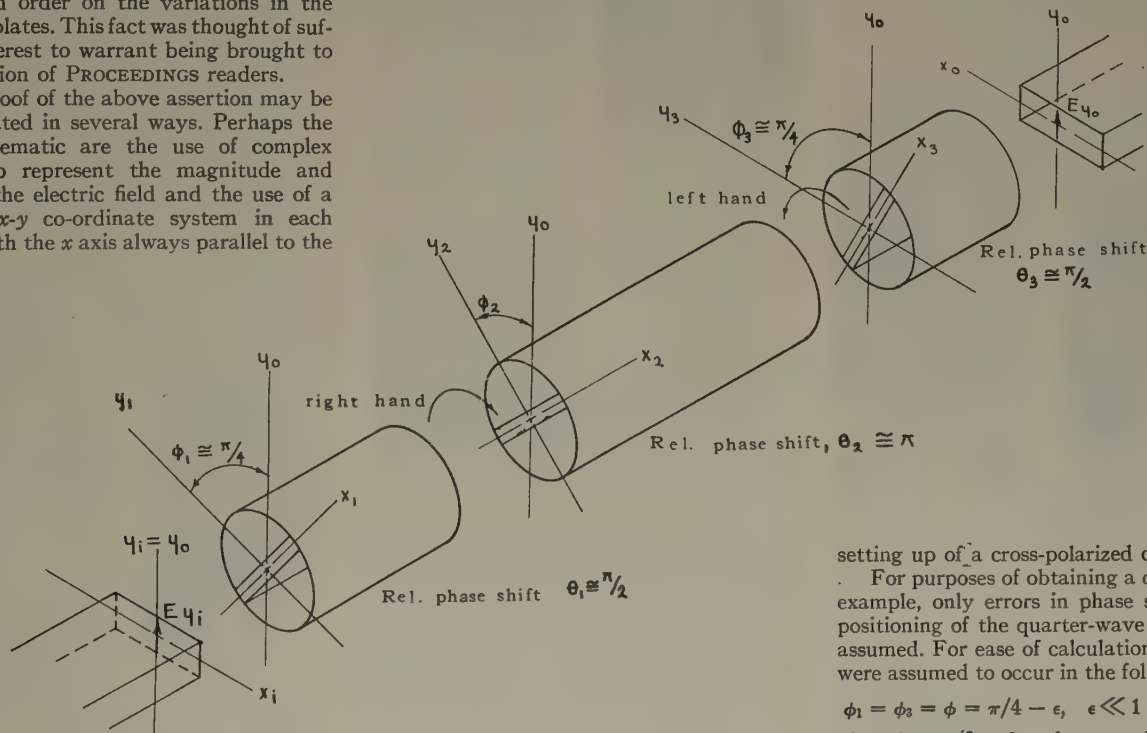 n order on the variations in the
plates. This fact was thought of suf-
erest to warrant being brought to
tion of PROCEEDINGS readers.
oof of the above assertion may be
ted in several ways. Perhaps the
ematic are the use of complex
o represent the magnitude and
the electric field and the use of a
x-y co-ordinate system in each
th the x axis always parallel to the
y₀
y₀
x₀
E y₀
y₃
ϕ₃ ≅ π/4
x₃
left hand
Rel. phase shift
θ₃ ≅ π/2
y₂
y₀
ϕ₂
x₂
Rel. phase shift, θ₂ ≅ π
y₀
y₁
right hand
ϕ₁ ≅ π/4
x₁
Rel. phase shift θ₁ ≅ π/2
yᵢ = y₀
E yᵢ
xᵢ
setting up of a cross-polarized
For purposes of obtaining a
example, only errors in phase
positioning of the quarter-wave
assumed. For ease of calculation
were assumed to occur in the fol
ϕ₁ = ϕ₃ = ϕ = π/4 − ε, ε ≪ 1